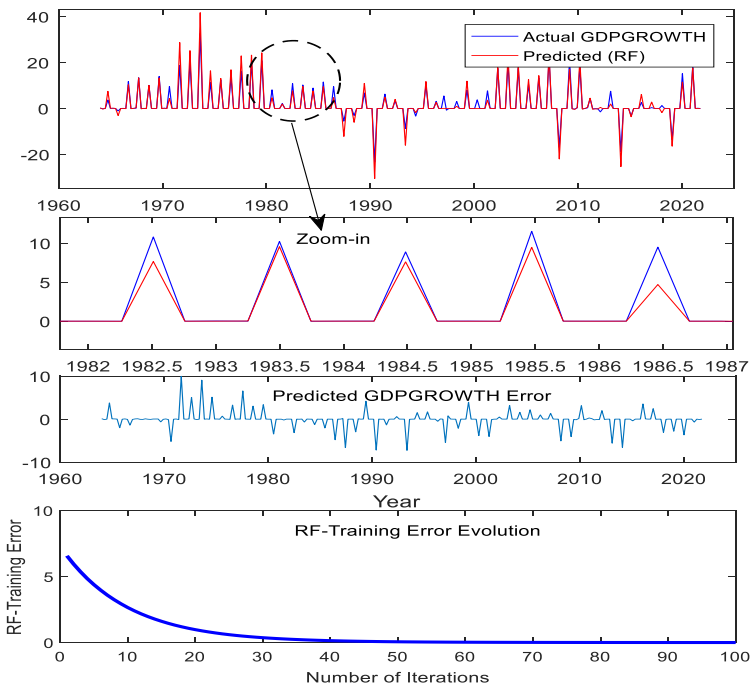 40
20
0
-20
Actual GDPGROWTH
Predicted (RF)
1960 1970 1980 1990 2000 2010 2020
Zoom-in
10
5
0
1982 1982.5 1983 1983.5 1984 1984.5 1985 1985.5 1986 1986.5 1987
Predicted GDPGROWTH Error
10
0
-10
1960 1970 1980 1990 2000 2010 2020
Year
RF-Training Error Evolution
RF-Training Error
10
5
0
0 10 20 30 40 50 60 70 80 90 100
Number of Iterations